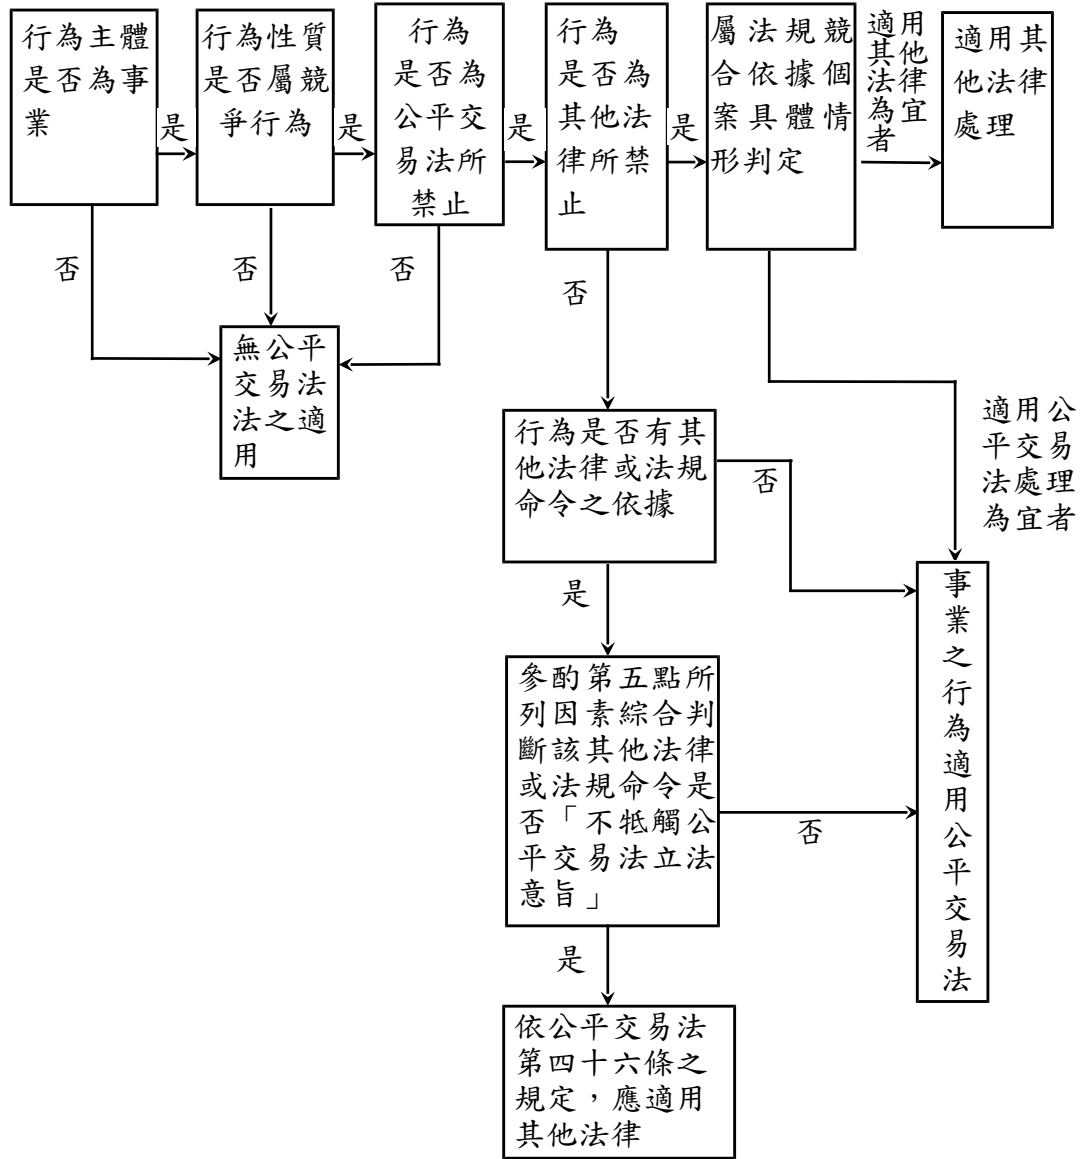 行為主體
是否為事
業
是
行為性質
是否屬競
爭行為
是
行為
是否為
公平交
易法所
禁止
是
行為
是否為
其他法
律所禁
止
是
屬法規競
合依據個
案具體情
形判定
適用
其他
法律
為宜
者
適用其
他法律
處理
否
否
否
否
無公平
交易法
法之適
用
行為是否有其
他法律或法規
命令之依據
否
適用公
平交易
法處理
為宜者
是
事
業
之
行
為
適
用
公
平
交
易
法
參酌第五點所
列因素綜合判
斷該其他法律
或法規命令是
否「不牴觸公
平交易法立法
意旨」
否
是
依公平交易法
第四十六條之
規定，應適用
其他法律